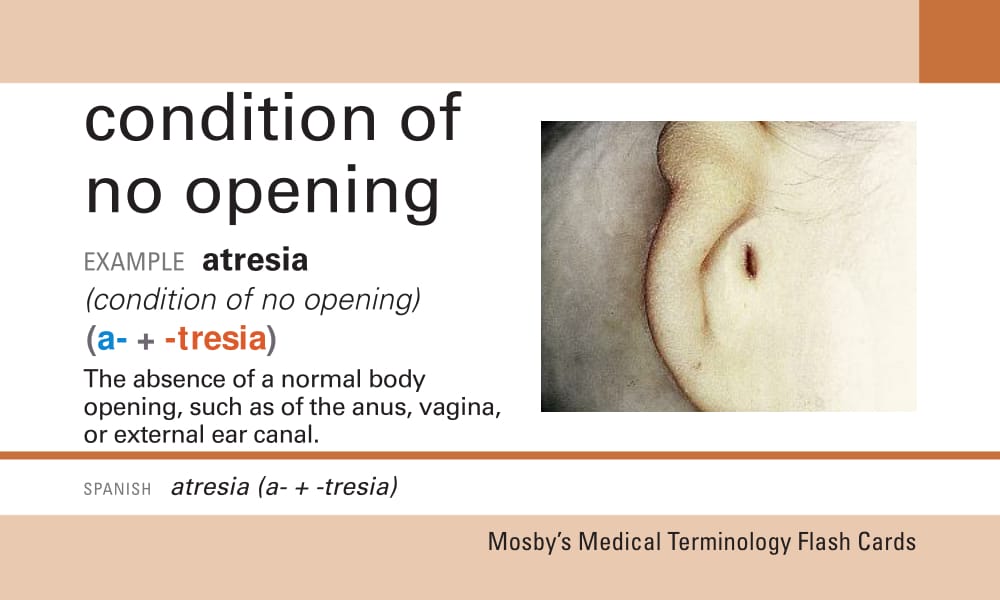 condition of
no opening
EXAMPLE atresia
(condition of no opening)
(a- + -tresia)
The absence of a normal body
opening, such as of the anus, vagina,
or external ear canal.
SPANISH atresia (a- + -tresia)
Mosby’s Medical Terminology Flash Cards